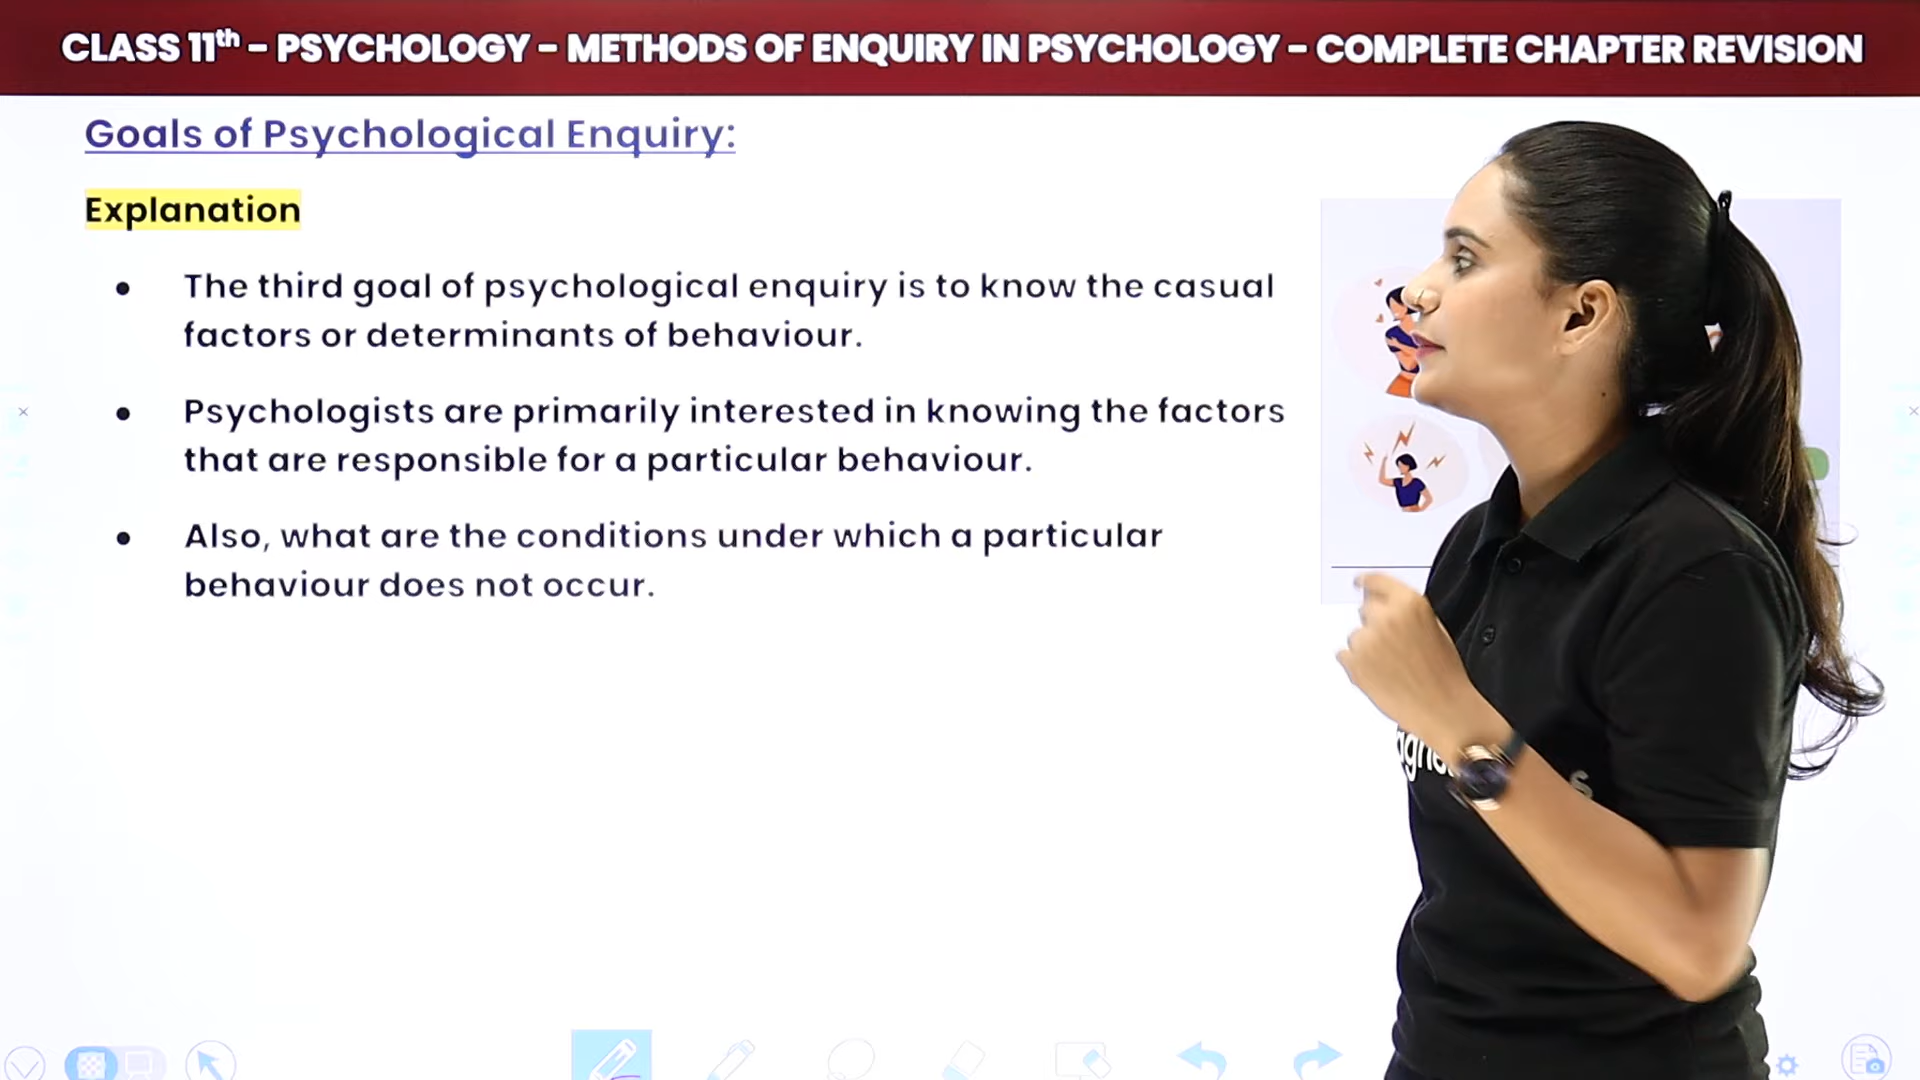 CLASS 11th – PSYCHOLOGY – METHODS OF ENQUIRY IN PSYCHOLOGY – COMPLETE CHAPTER REVISION
Goals of Psychological Enquiry:
Explanation
• The third goal of psychological enquiry is to know the casual
factors or determinants of behaviour.
• Psychologists are primarily interested in knowing the factors
that are responsible for a particular behaviour.
• Also, what are the conditions under which a particular
behaviour does not occur.